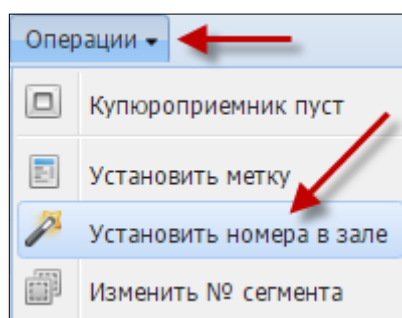 Операции
Купюроприемник пуст
Установить метку
Установить номера в зале
Изменить № сегмента